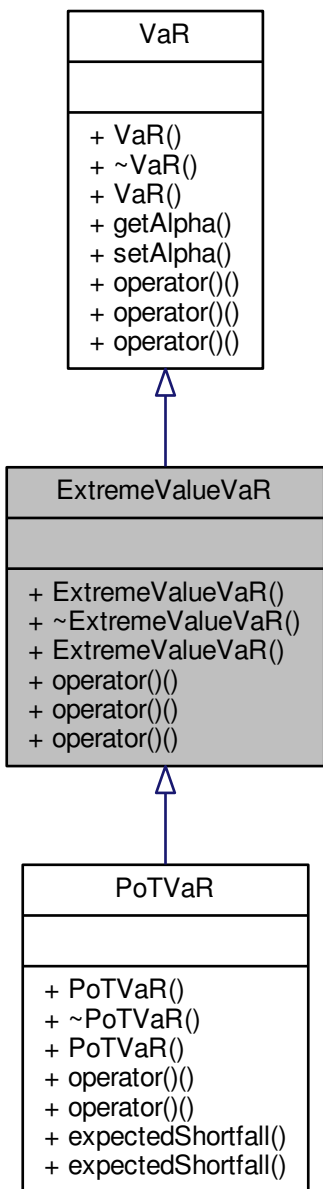 VaR
+ VaR()
+ ~VaR()
+ VaR()
+ getAlpha()
+ setAlpha()
+ operator()()
+ operator()()
+ operator()()
ExtremeValueVaR
+ ExtremeValueVaR()
+ ~ExtremeValueVaR()
+ ExtremeValueVaR()
+ operator()()
+ operator()()
+ operator()()
PoTVaR
+ PoTVaR()
+ ~PoTVaR()
+ PoTVaR()
+ operator()()
+ operator()()
+ expectedShortfall()
+ expectedShortfall()